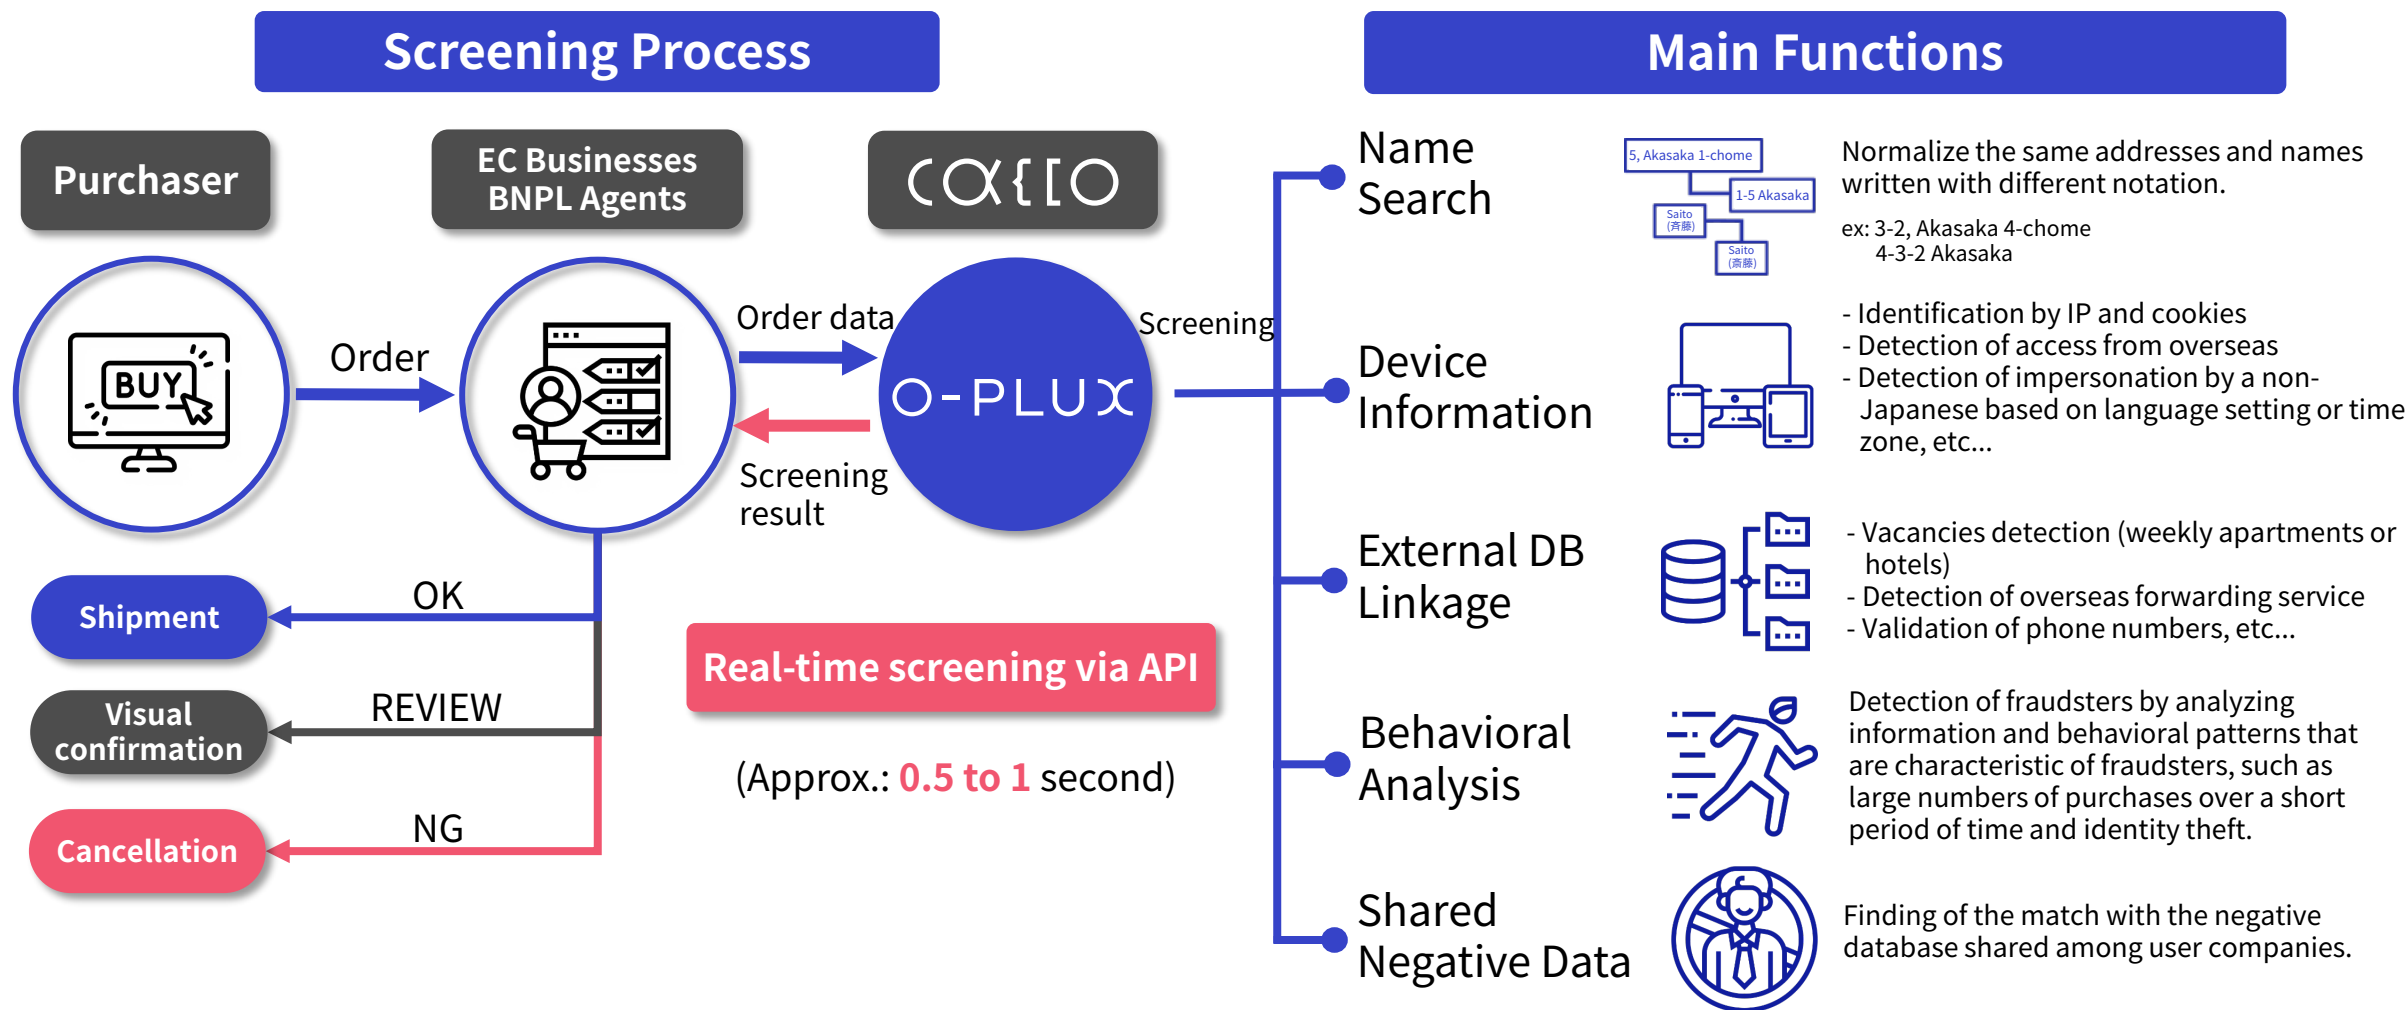 Screening Process
Purchaser
EC Businesses
BNPL Agents
CACCO
BUY
Order
Order data
O-PLUX
Screening
Screening
result
OK
Shipment
REVIEW
Visual
confirmation
NG
Cancellation
Real-time screening via API
(Approx.: 0.5 to 1 second)
Main Functions
Name
Search
5, Akasaka 1-chome
1-5 Akasaka
Saito
(斉藤)
Saito
(斎藤)
Normalize the same addresses and names
written with different notation.
ex: 3-2, Akasaka 4-chome
4-3-2 Akasaka
Device
Information
- Identification by IP and cookies
- Detection of access from overseas
- Detection of impersonation by a non-
Japanese based on language setting or time
zone, etc...
External DB
Linkage
- Vacancies detection (weekly apartments or
hotels)
- Detection of overseas forwarding service
- Validation of phone numbers, etc...
Behavioral
Analysis
Detection of fraudsters by analyzing
information and behavioral patterns that
are characteristic of fraudsters, such as
large numbers of purchases over a short
period of time and identity theft.
Shared
Negative Data
Finding of the match with the negative
database shared among user companies.